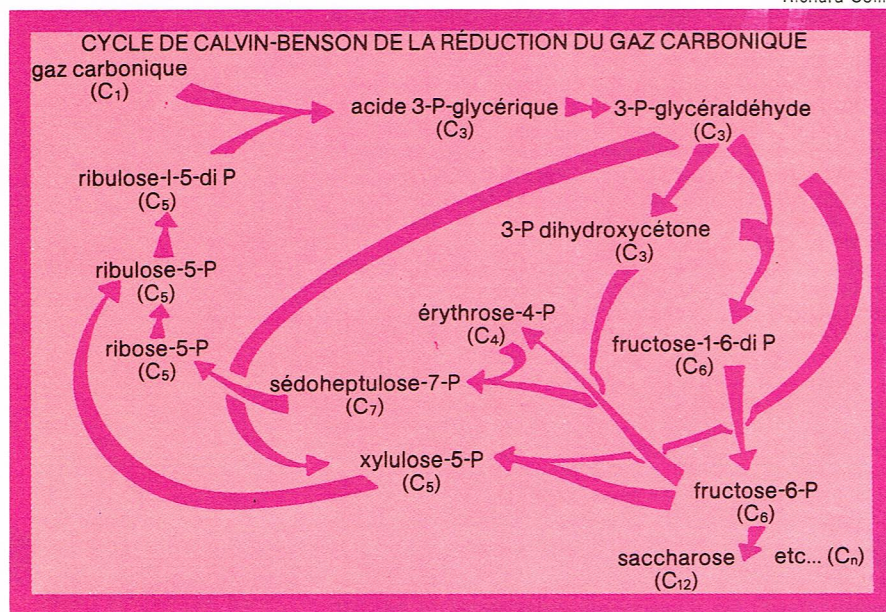 CYCLE DE CALVIN-BENSON DE LA RÉDUCTION DU GAZ CARBONIQUE
gaz carbonique
(C₁)
acide 3-P-glycérique
(C₃)
3-P-glycéraldéhyde
(C₃)
ribulose-l-5-di P
(C₅)
3-P dihydroxycétone
(C₃)
ribulose-5-P
(C₅)
érythrose-4-P
(C₄)
fructose-1-6-di P
(C₆)
ribose-5-P
(C₅)
sédoheptulose-7-P
(C₇)
xylulose-5-P
(C₅)
fructose-6-P
(C₆)
saccharose
(C₁₂)
etc... (Cₙ)